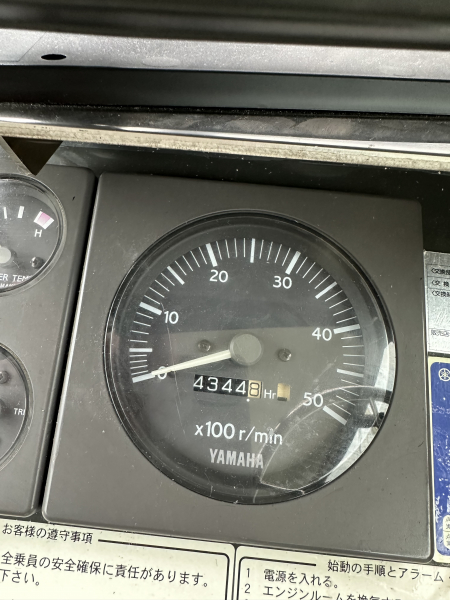 H
ER TEM
TRI
0
10
20
30
40
50
43448 Hr
x100 r/min
YAMAHA
お客様の遵守事項
全乗員の安全確保に責任があります。
下さい。
始動の手順とアラーム
1 電源を入れる。
2 エンジンルームを換気す